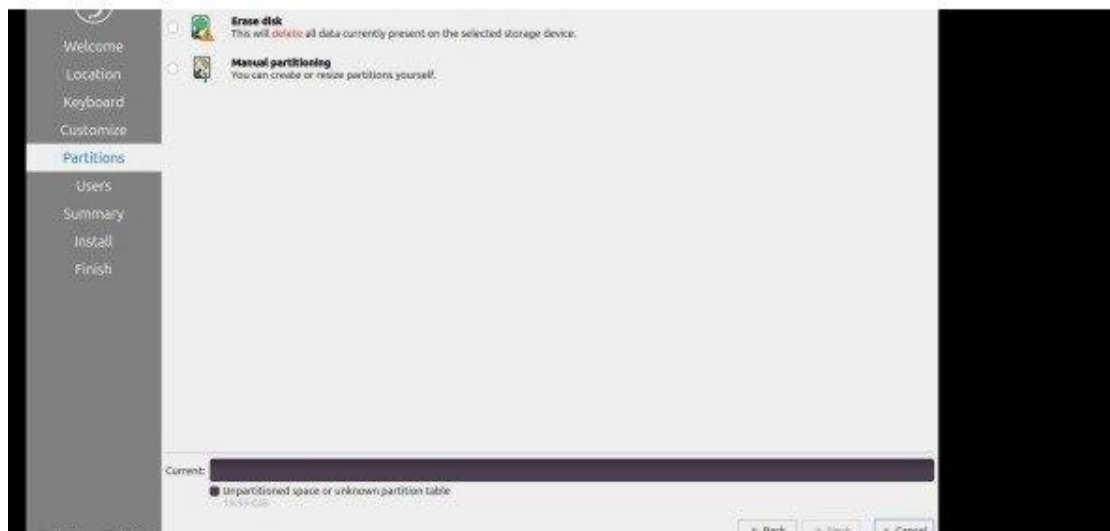 Erase disk
This will delete all data currently present on the selected storage device.
Manual partitioning
You can create or resize partitions yourself.
Welcome
Location
Keyboard
Customize
Partitions
Users
Summary
Install
Finish
Current:
Unpartitioned space or unknown partition table
Back
Next
Cancel